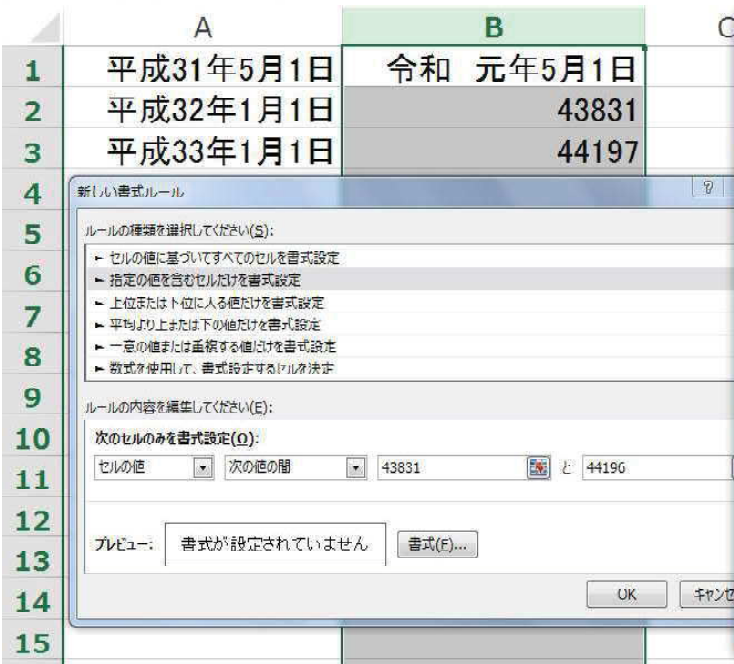 A B C
1 平成31年5月1日 令和 元年5月1日
2 平成32年1月1日 43831
3 平成33年1月1日 44197
4 新しい書式ルール ?
5 ルールの種類を選択してください(S):
► セルの値に基づいてすべてのセルを書式設定
6 ► 指定の値を含むセルだけを書式設定
► 上位または下位に入る値だけを書式設定
7 ► 平均より上または下の値だけを書式設定
8 ► 一意の値または重複する値だけを書式設定
► 数式を使用して、書式設定するセルを決定
9 ルールの内容を編集してください(E):
10 次のセルのみを書式設定(O):
11 セルの値 次の値の間 43831 と 44196
12
13 プレビュー: 書式が設定されていません 書式(F)...
14 OK キャンセ
15